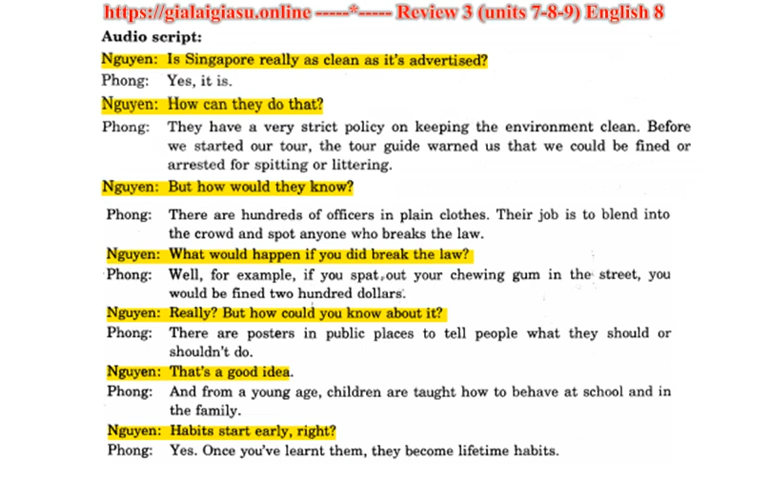 https://gialaigiasu.online -----*----- Review 3 (units 7-8-9) English 8
Audio script:
Nguyen: Is Singapore really as clean as it's advertised?
Phong: Yes, it is.
Nguyen: How can they do that?
Phong: They have a very strict policy on keeping the environment clean. Before
we started our tour, the tour guide warned us that we could be fined or
arrested for spitting or littering.
Nguyen: But how would they know?
Phong: There are hundreds of officers in plain clothes. Their job is to blend into
the crowd and spot anyone who breaks the law.
Nguyen: What would happen if you did break the law?
Phong: Well, for example, if you spat out your chewing gum in the street, you
would be fined two hundred dollars.
Nguyen: Really? But how could you know about it?
Phong: There are posters in public places to tell people what they should or
shouldn't do.
Nguyen: That's a good idea.
Phong: And from a young age, children are taught how to behave at school and in
the family.
Nguyen: Habits start early, right?
Phong: Yes. Once you've learnt them, they become lifetime habits.